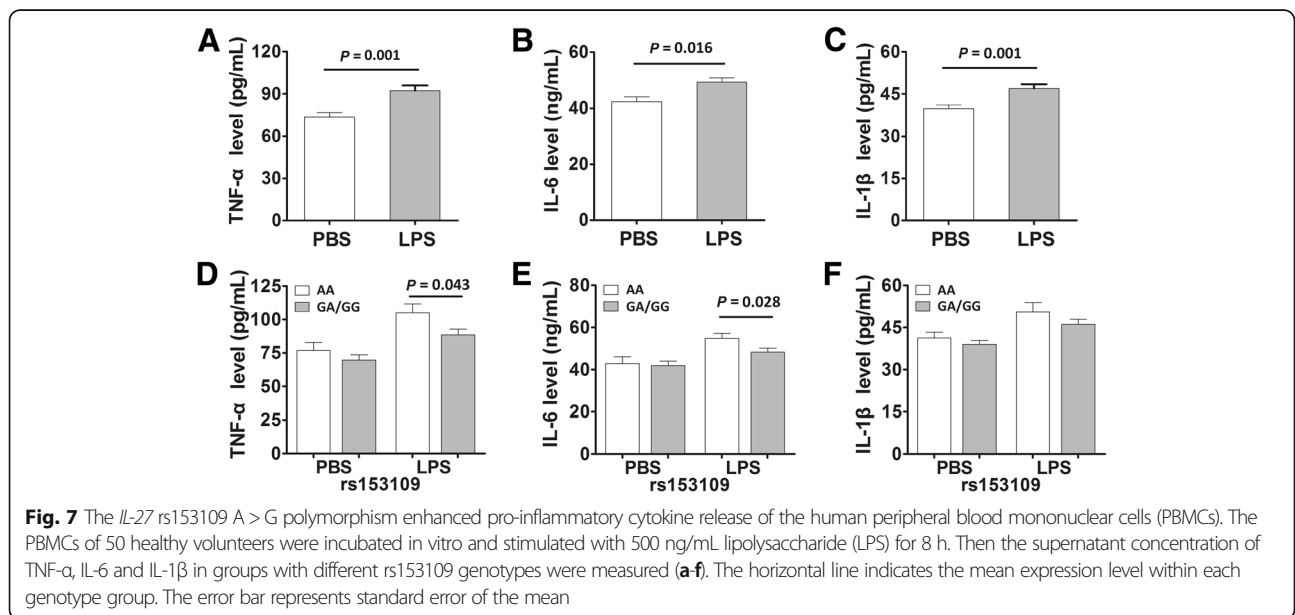 A
B
C
P = 0.001
P = 0.016
P = 0.001
TNF-α level (pg/mL)
120
90
60
30
0
PBS LPS
IL-6 level (ng/mL)
60
40
20
0
PBS LPS
IL-1β level (pg/mL)
60
45
30
15
0
PBS LPS
D
AA
GA/GG
P = 0.043
TNF-α level (pg/mL)
125
100
75
50
25
0
PBS LPS
rs153109
E
AA
GA/GG
P = 0.028
IL-6 level (ng/mL)
80
60
40
20
0
PBS LPS
rs153109
F
AA
GA/GG
IL-1β level (pg/mL)
60
45
30
15
0
PBS LPS
rs153109
Fig. 7 The IL-27 rs153109 A > G polymorphism enhanced pro-inflammatory cytokine release of the human peripheral blood mononuclear cells (PBMCs). The
PBMCs of 50 healthy volunteers were incubated in vitro and stimulated with 500 ng/mL lipolysaccharide (LPS) for 8 h. Then the supernatant concentration of
TNF-α, IL-6 and IL-1β in groups with different rs153109 genotypes were measured (a-f). The horizontal line indicates the mean expression level within each
genotype group. The error bar represents standard error of the mean